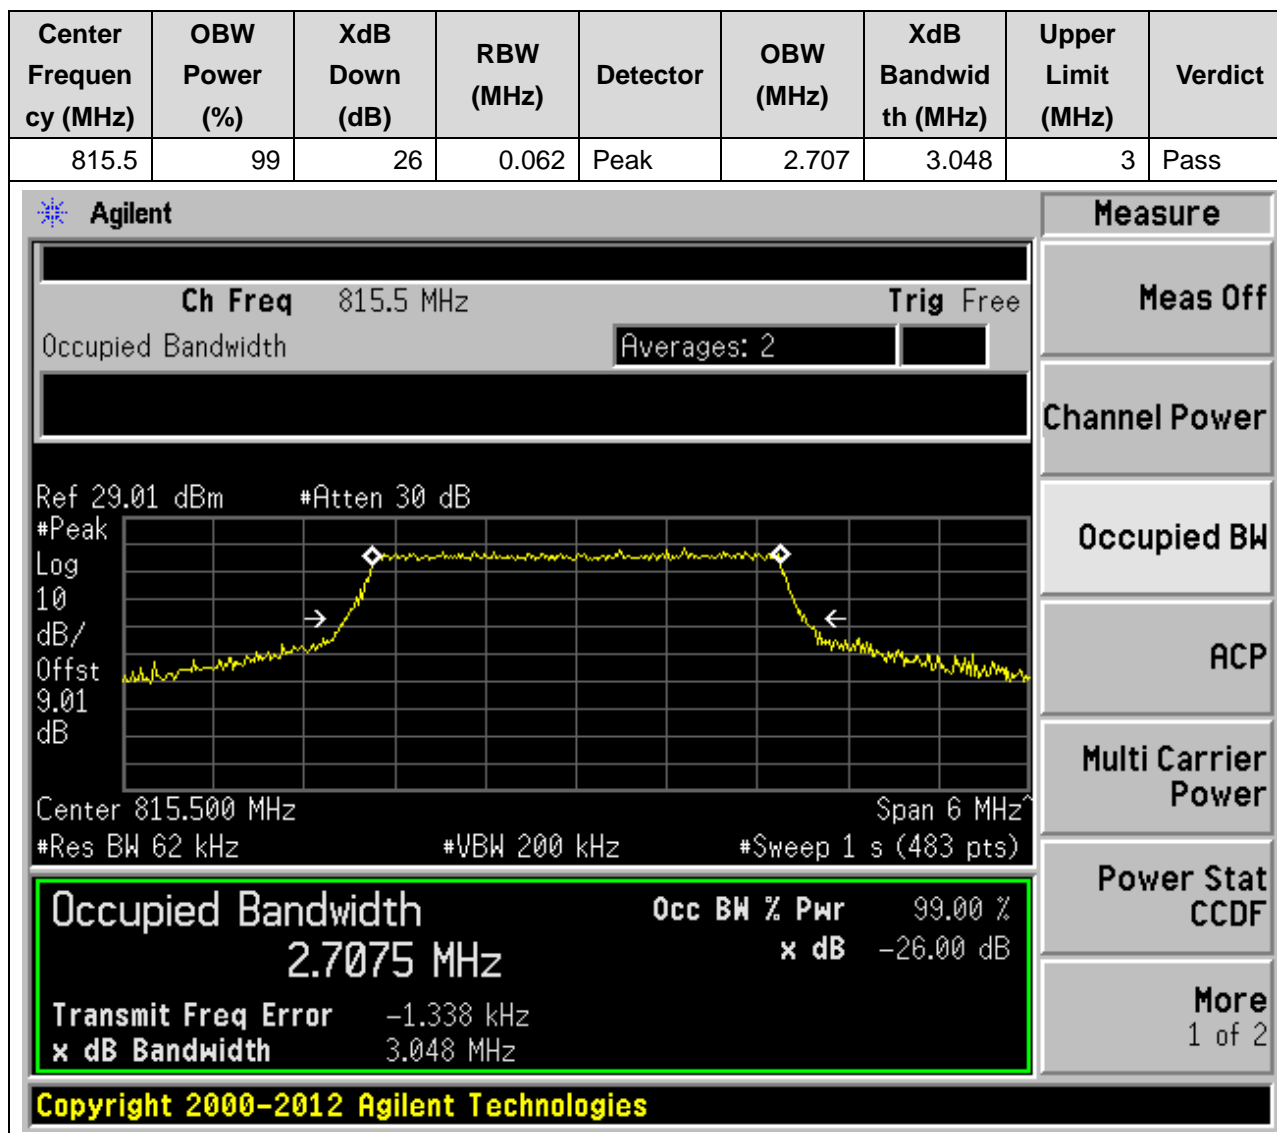 Center Frequen cy (MHz) OBW Power (%) XdB Down (dB) RBW (MHz) Detector OBW (MHz) XdB Bandwid th (MHz) Upper Limit (MHz) Verdict
815.5 99 26 0.062 Peak 2.707 3.048 3 Pass
Agilent
Measure
Ch Freq 815.5 MHz Trig Free
Occupied Bandwidth Averages: 2
Ref 29.01 dBm #Atten 30 dB
#Peak
Log
10
dB/
Offst
9.01
dB
Center 815.500 MHz Span 6 MHz^
#Res BW 62 kHz #VBW 200 kHz #Sweep 1 s (483 pts)
Occupied Bandwidth Occ BW % Pwr 99.00 %
2.7075 MHz x dB -26.00 dB
Transmit Freq Error -1.338 kHz
x dB Bandwidth 3.048 MHz
Meas Off
Channel Power
Occupied BW
ACP
Multi Carrier
Power
Power Stat
CCDF
More
1 of 2
Copyright 2000-2012 Agilent Technologies